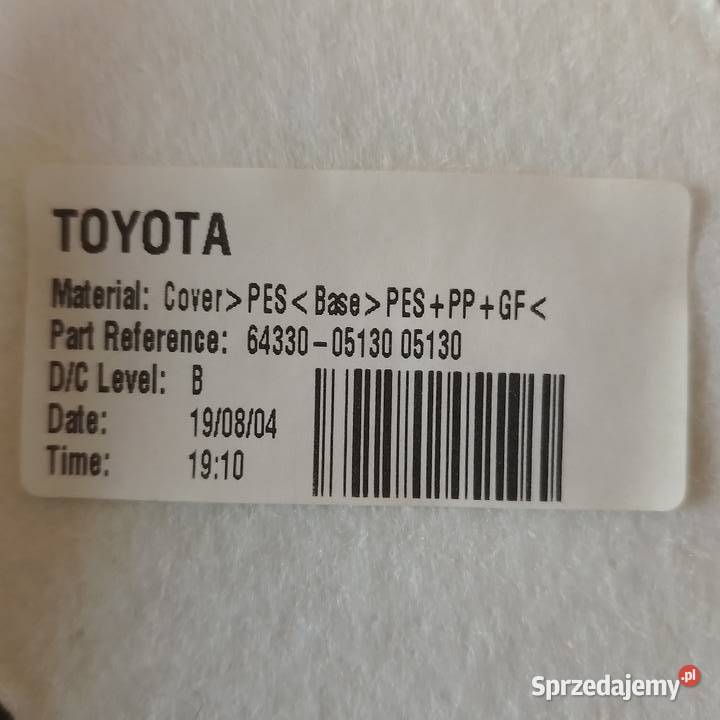 TOYOTA
Material: Cover>PES<Base>PES+PP+GF<
Part Reference: 64330-05130 05130
D/C Level: B
Date: 19/08/04
Time: 19:10
Sprzedajemy.pl